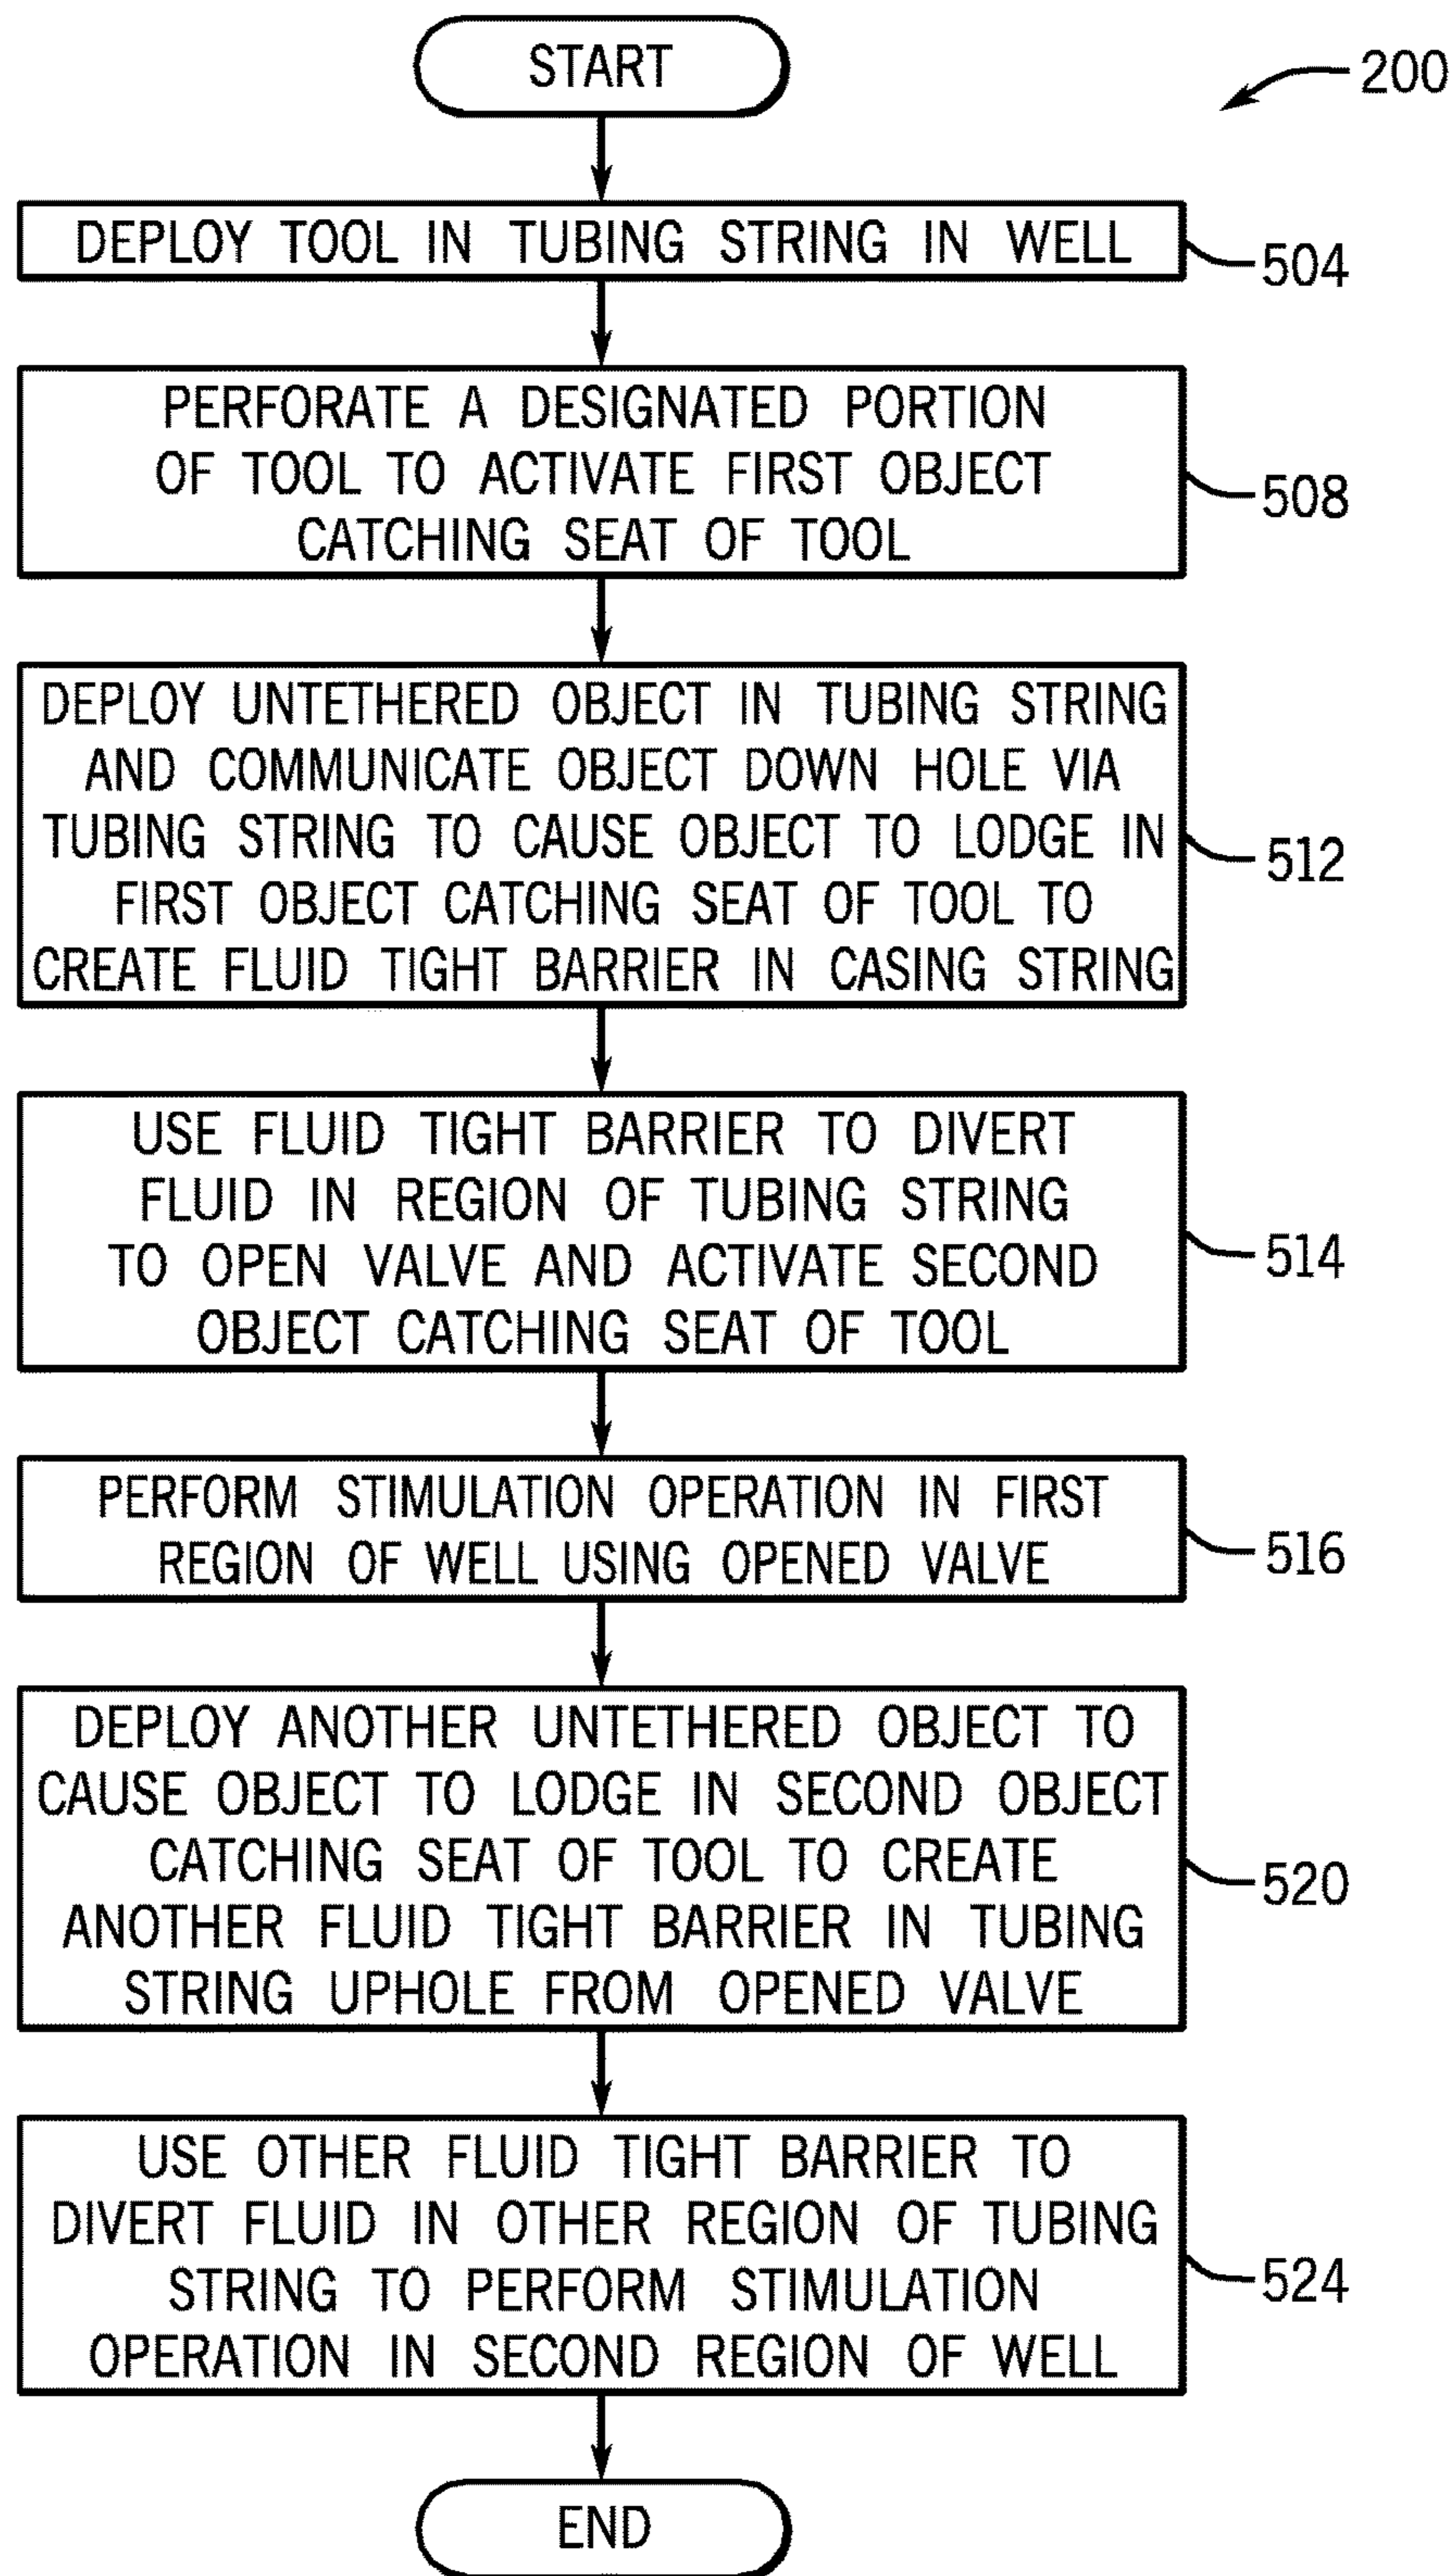 START
200
DEPLOY TOOL IN TUBING STRING IN WELL
504
PERFORATE A DESIGNATED PORTION
OF TOOL TO ACTIVATE FIRST OBJECT
CATCHING SEAT OF TOOL
508
DEPLOY UNTETHERED OBJECT IN TUBING STRING
AND COMMUNICATE OBJECT DOWN HOLE VIA
TUBING STRING TO CAUSE OBJECT TO LODGE IN
FIRST OBJECT CATCHING SEAT OF TOOL TO
CREATE FLUID TIGHT BARRIER IN CASING STRING
512
USE FLUID TIGHT BARRIER TO DIVERT
FLUID IN REGION OF TUBING STRING
TO OPEN VALVE AND ACTIVATE SECOND
OBJECT CATCHING SEAT OF TOOL
514
PERFORM STIMULATION OPERATION IN FIRST
REGION OF WELL USING OPENED VALVE
516
DEPLOY ANOTHER UNTETHERED OBJECT TO
CAUSE OBJECT TO LODGE IN SECOND OBJECT
CATCHING SEAT OF TOOL TO CREATE
ANOTHER FLUID TIGHT BARRIER IN TUBING
STRING UPHOLE FROM OPENED VALVE
520
USE OTHER FLUID TIGHT BARRIER TO
DIVERT FLUID IN OTHER REGION OF TUBING
STRING TO PERFORM STIMULATION
OPERATION IN SECOND REGION OF WELL
524
END